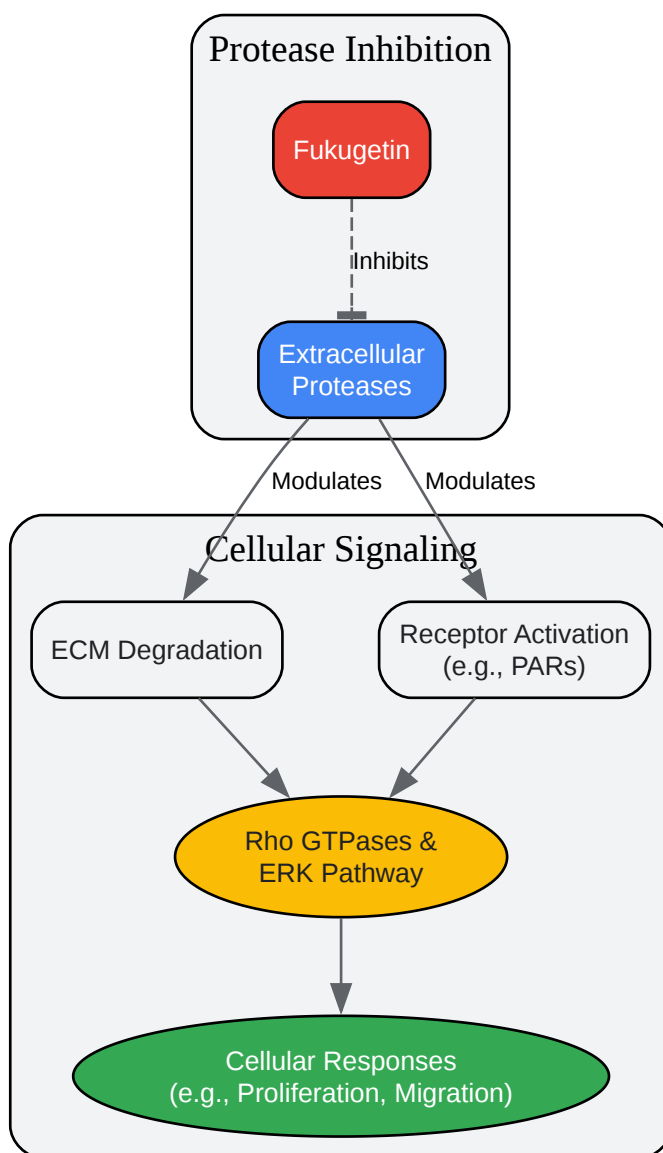 Protease Inhibition
Fukugetin
Inhibits
Extracellular
Proteases
Modulates
Modulates
Cellular Signaling
ECM Degradation
Receptor Activation
(e.g., PARs)
Rho GTPases &
ERK Pathway
Cellular Responses
(e.g., Proliferation, Migration)